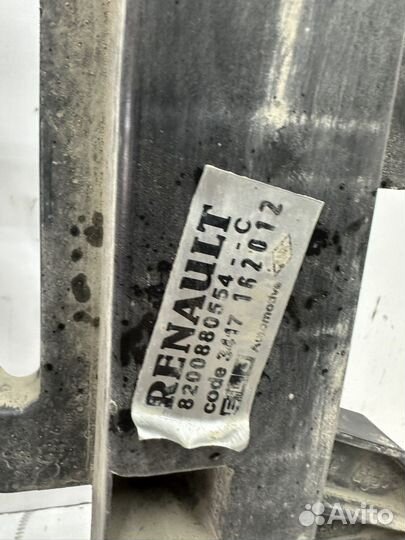 RENAULT
8200880554--C
code 3417 162012
Automotive
Avito